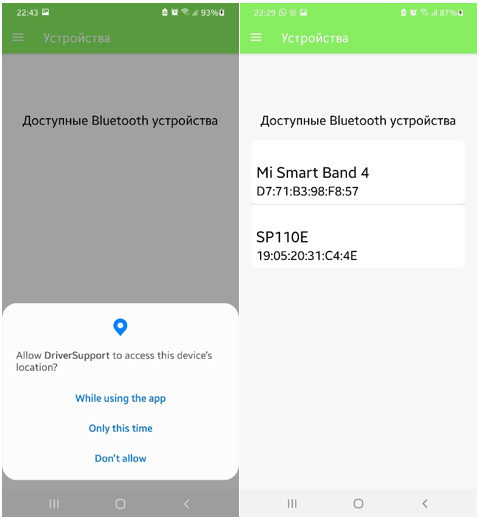 22:43 93%
Устройства
Доступные Bluetooth устройства
Allow DriverSupport to access this device's
location?
While using the app
Only this time
Don't allow
22:29 87%
Устройства
Доступные Bluetooth устройства
Mi Smart Band 4
D7:71:B3:98:F8:57
SP110E
19:05:20:31:C4:4E